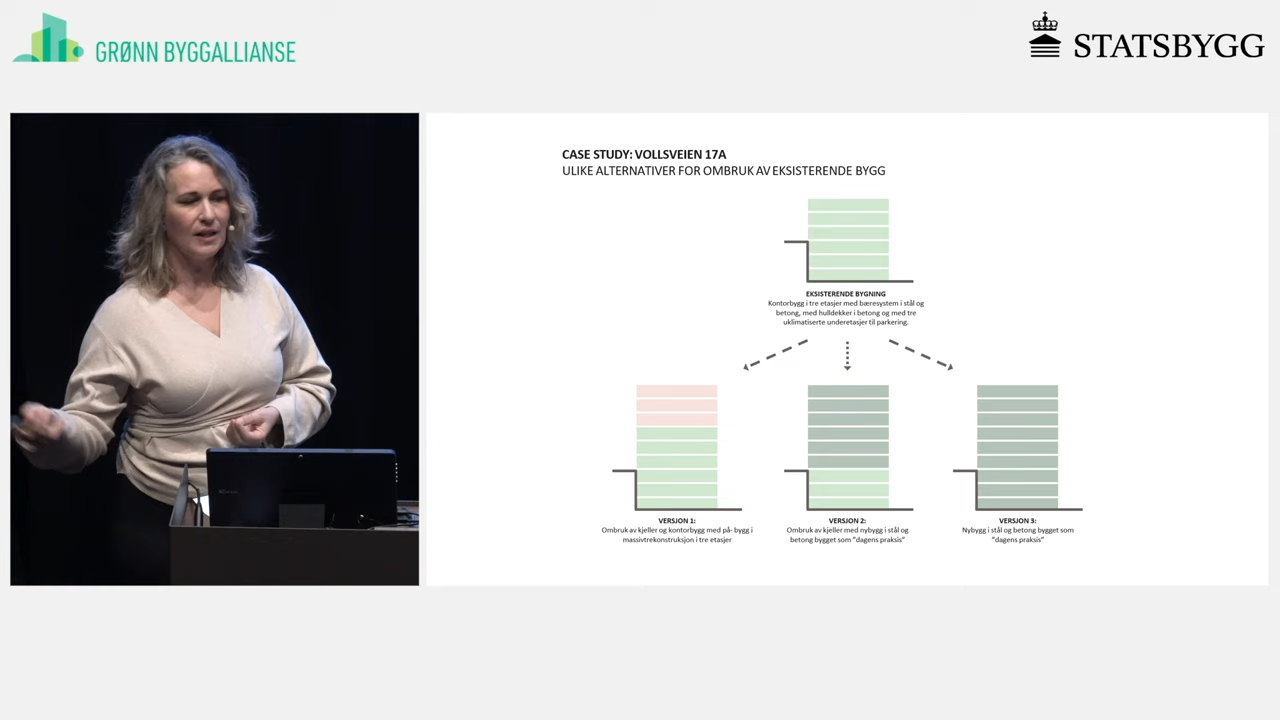 GRØNN BYGGALLIANSE
STATSBYGG
CASE STUDY: VOLLSVEIEN 17A
ULIKE ALTERNATIVER FOR OMBRUK AV EKSISTERENDE BYGG
EKSISTERENDE BYGNING
Kontorbygg i tre etasjer med bæresystem i stål og
betong, med hulldekker i betong og med tre
uklimatiserte underetasjer til parkering.
VERSJON 1:
Ombruk av kjeller og kontorbygg med på- bygg i
massivtrekonstruksjon i tre etasjer
VERSJON 2:
Ombruk av kjeller med nybygg i stål og
betong bygget som "dagens praksis"
VERSJON 3:
Nybygg i stål og betong bygget som
"dagens praksis"